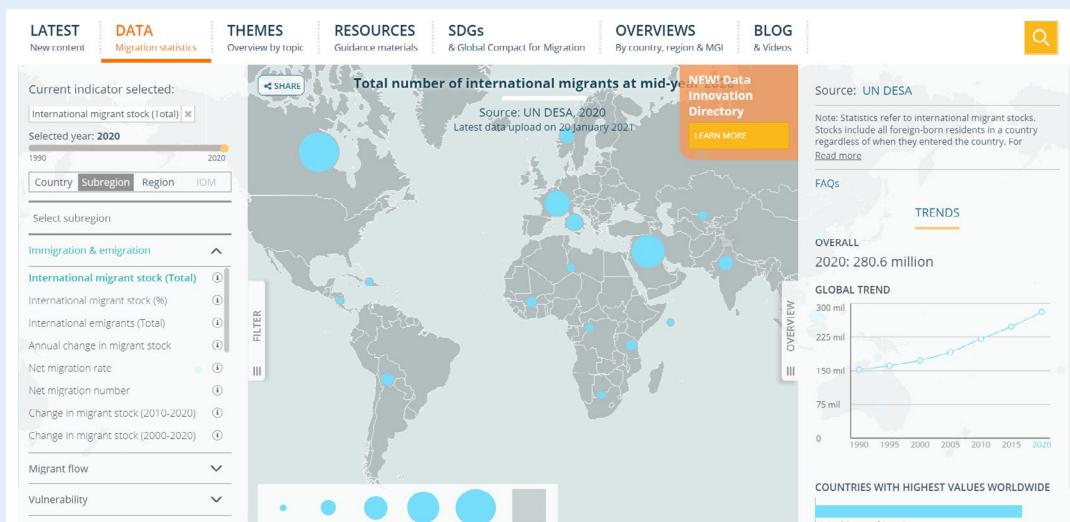 LATEST
New content
DATA
Migration statistics
THEMES
Overview by topic
RESOURCES
Guidance materials
SDGs
& Global Compact for Migration
OVERVIEWS
By country, region & MGI
BLOG
& Videos
Current indicator selected:
International migrant stock (Total)
Selected year: 2020
1990
2020
Country
Subregion
Region
IOM
Select subregion
Immigration & emigration
International migrant stock (Total)
International migrant stock (%)
International emigrants (Total)
Annual change in migrant stock
Net migration rate
Net migration number
Change in migrant stock (2010-2020)
Change in migrant stock (2000-2020)
Migrant flow
Vulnerability
SHARE
Total number of international migrants at mid-year 2020
Source: UN DESA, 2020
Latest data upload on 20 January 2021
NEW! Data
Innovation
Directory
LEARN MORE
FILTER
OVERVIEW
Source: UN DESA
Note: Statistics refer to international migrant stocks.
Stocks include all foreign-born residents in a country
regardless of when they entered the country. For
Read more
FAQs
TRENDS
OVERALL
2020: 280.6 million
GLOBAL TREND
300 mil
225 mil
150 mil
75 mil
0
1990 1995 2000 2005 2010 2015 2020
COUNTRIES WITH HIGHEST VALUES WORLDWIDE